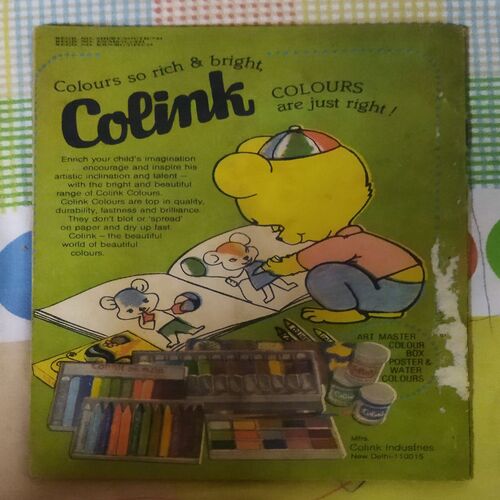 Colours so rich & bright,
Colink
COLOURS
are just right!
Enrich your child's imagination
encourage and inspire his
artistic inclination and talent —
with the bright and beautiful
range of Colink Colours.
Colink Colours are top in quality,
durability, fastness and brilliance.
They don't blot or 'spread'
on paper and dry up fast.
Colink – the beautiful
world of beautiful
colours.
ART MASTER
COLOUR
BOX
POSTER &
WATER
COLOURS
Colink
Mfrs.
Colink Industries
New Delhi-110015